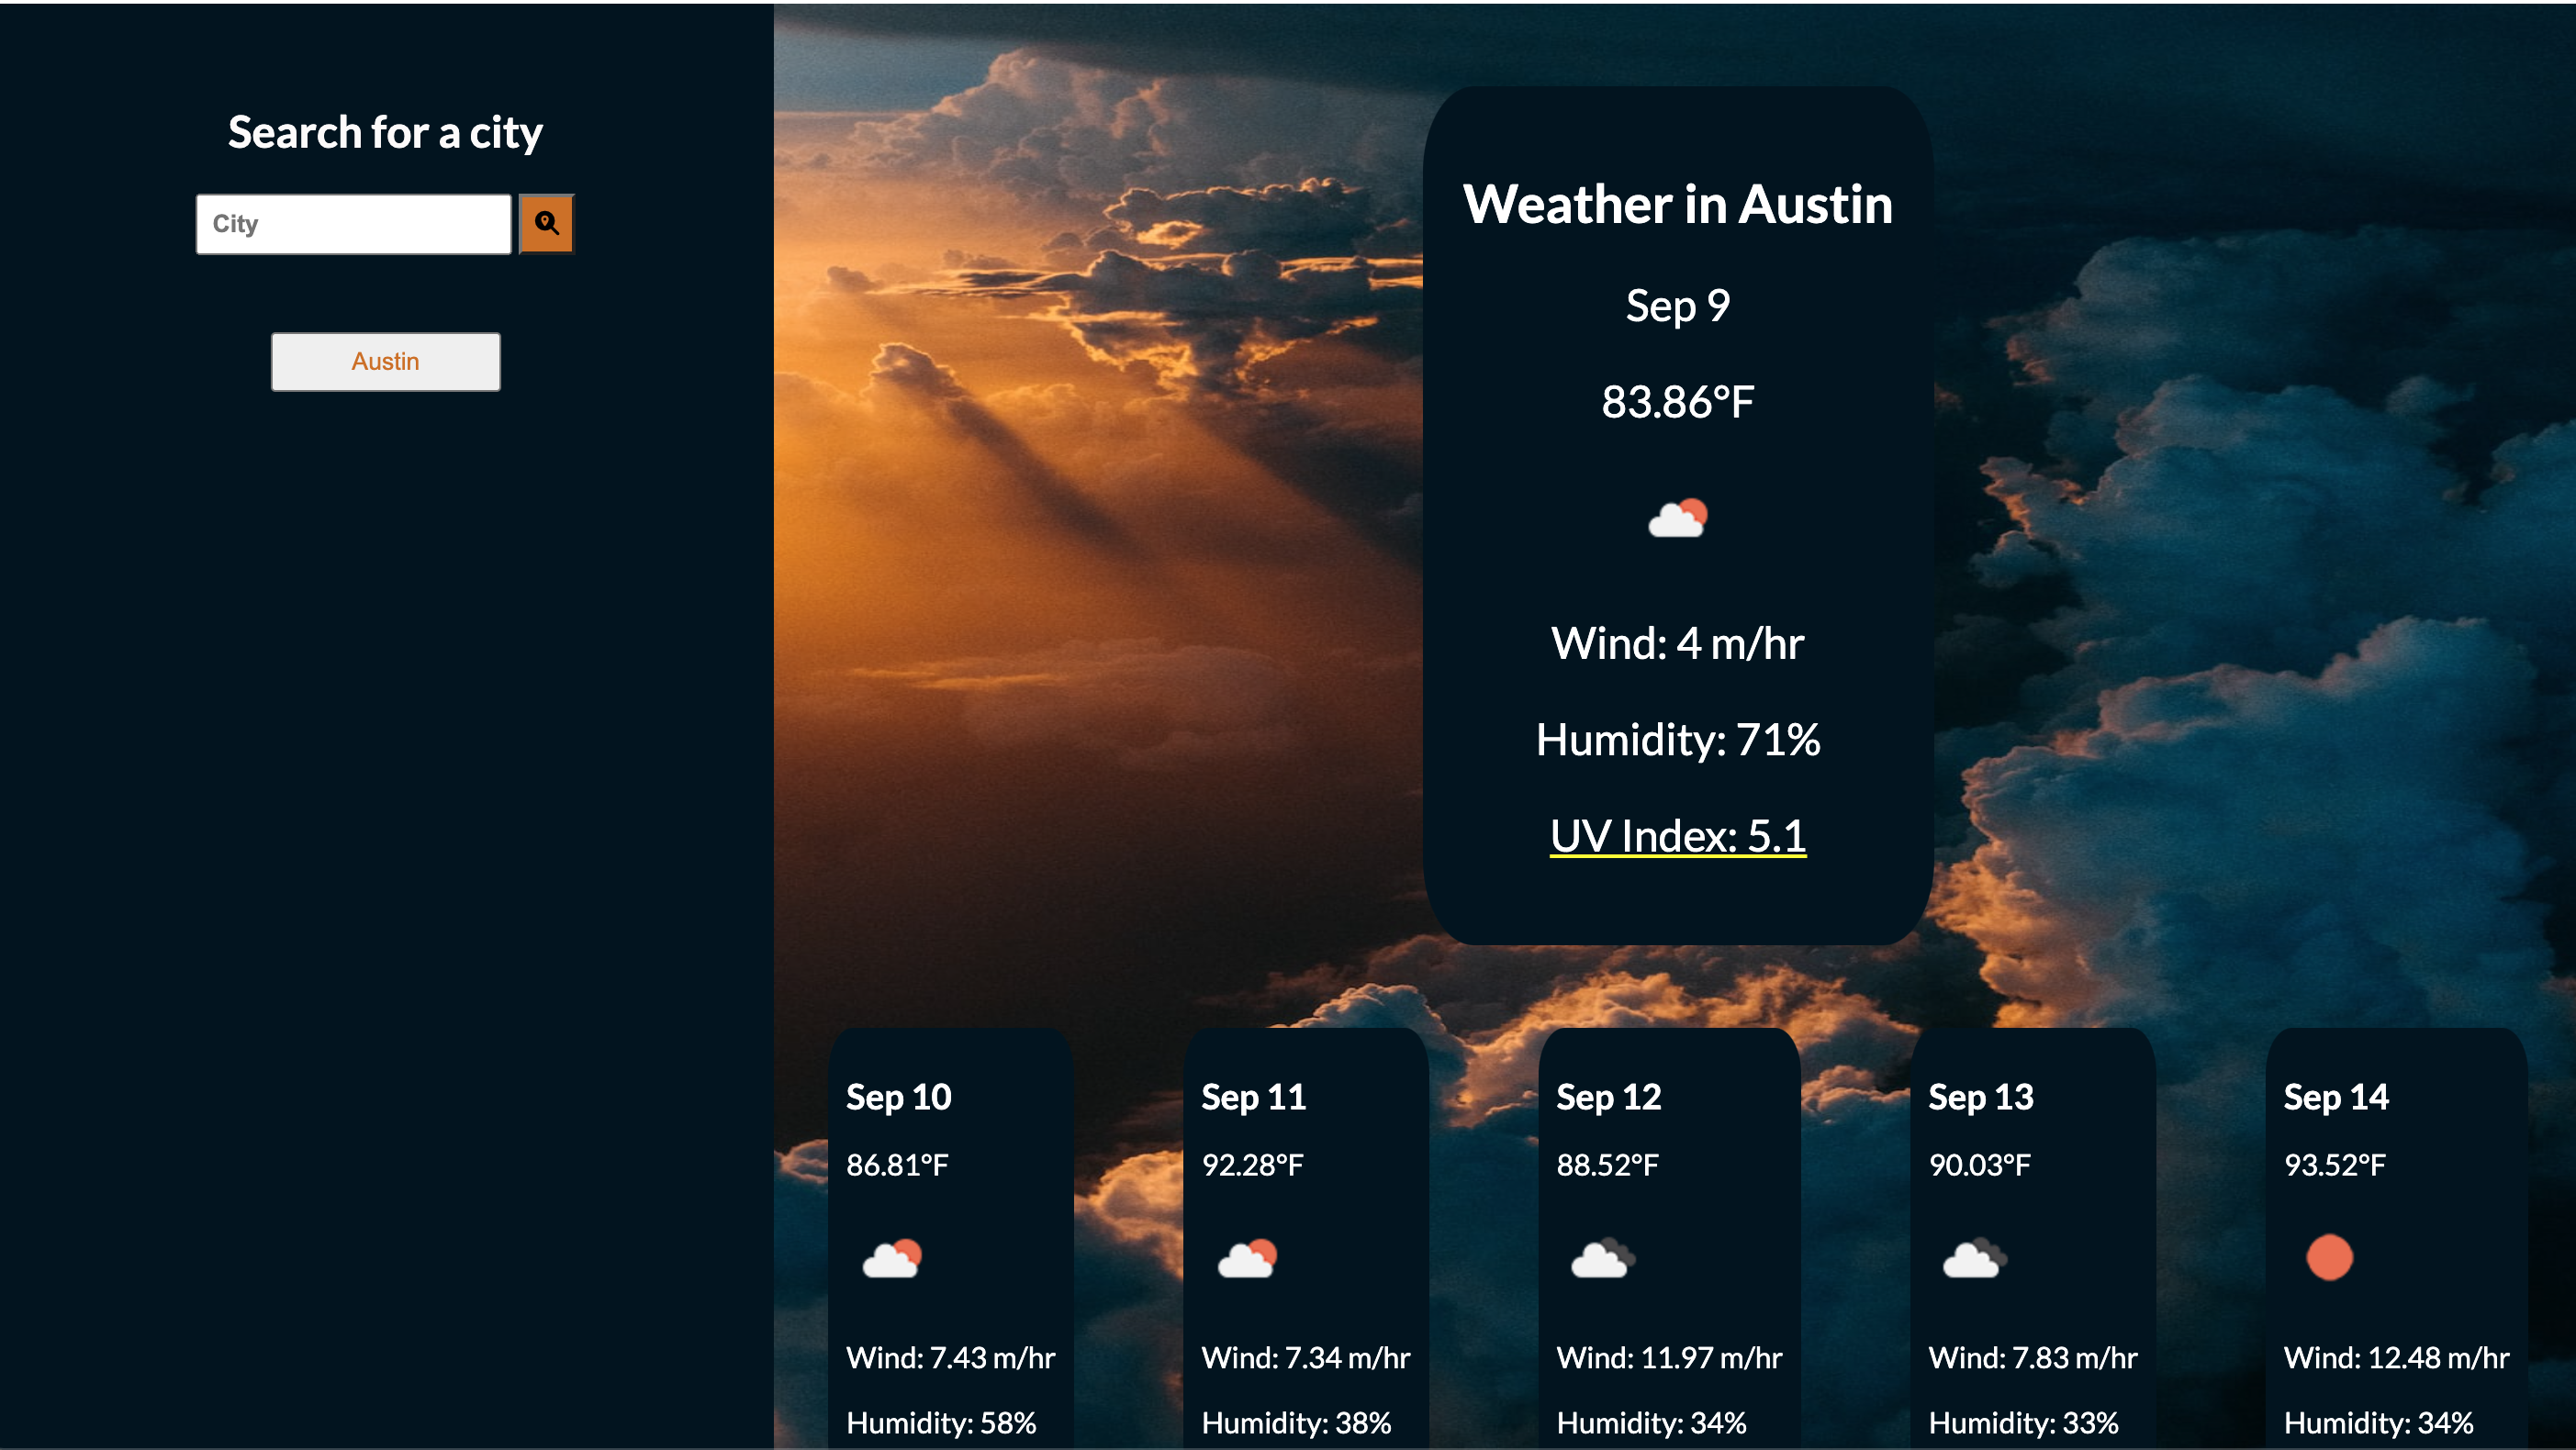 Search for a city
City
Austin
Weather in Austin
Sep 9
83.86°F
Wind: 4 m/hr
Humidity: 71%
UV Index: 5.1
Sep 10
86.81°F
Wind: 7.43 m/hr
Humidity: 58%
Sep 11
92.28°F
Wind: 7.34 m/hr
Humidity: 38%
Sep 12
88.52°F
Wind: 11.97 m/hr
Humidity: 34%
Sep 13
90.03°F
Wind: 7.83 m/hr
Humidity: 33%
Sep 14
93.52°F
Wind: 12.48 m/hr
Humidity: 34%